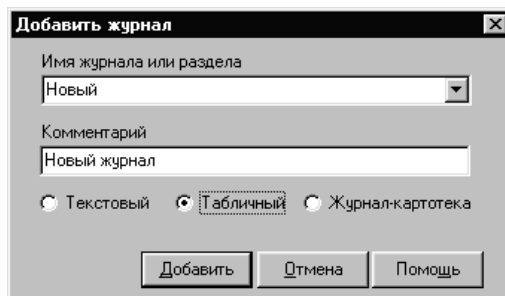 Добавить журнал
Имя журнала или раздела
Новый
Комментарий
Новый журнал
Текстовый Табличный Журнал-картотека
Добавить Отмена Помощь